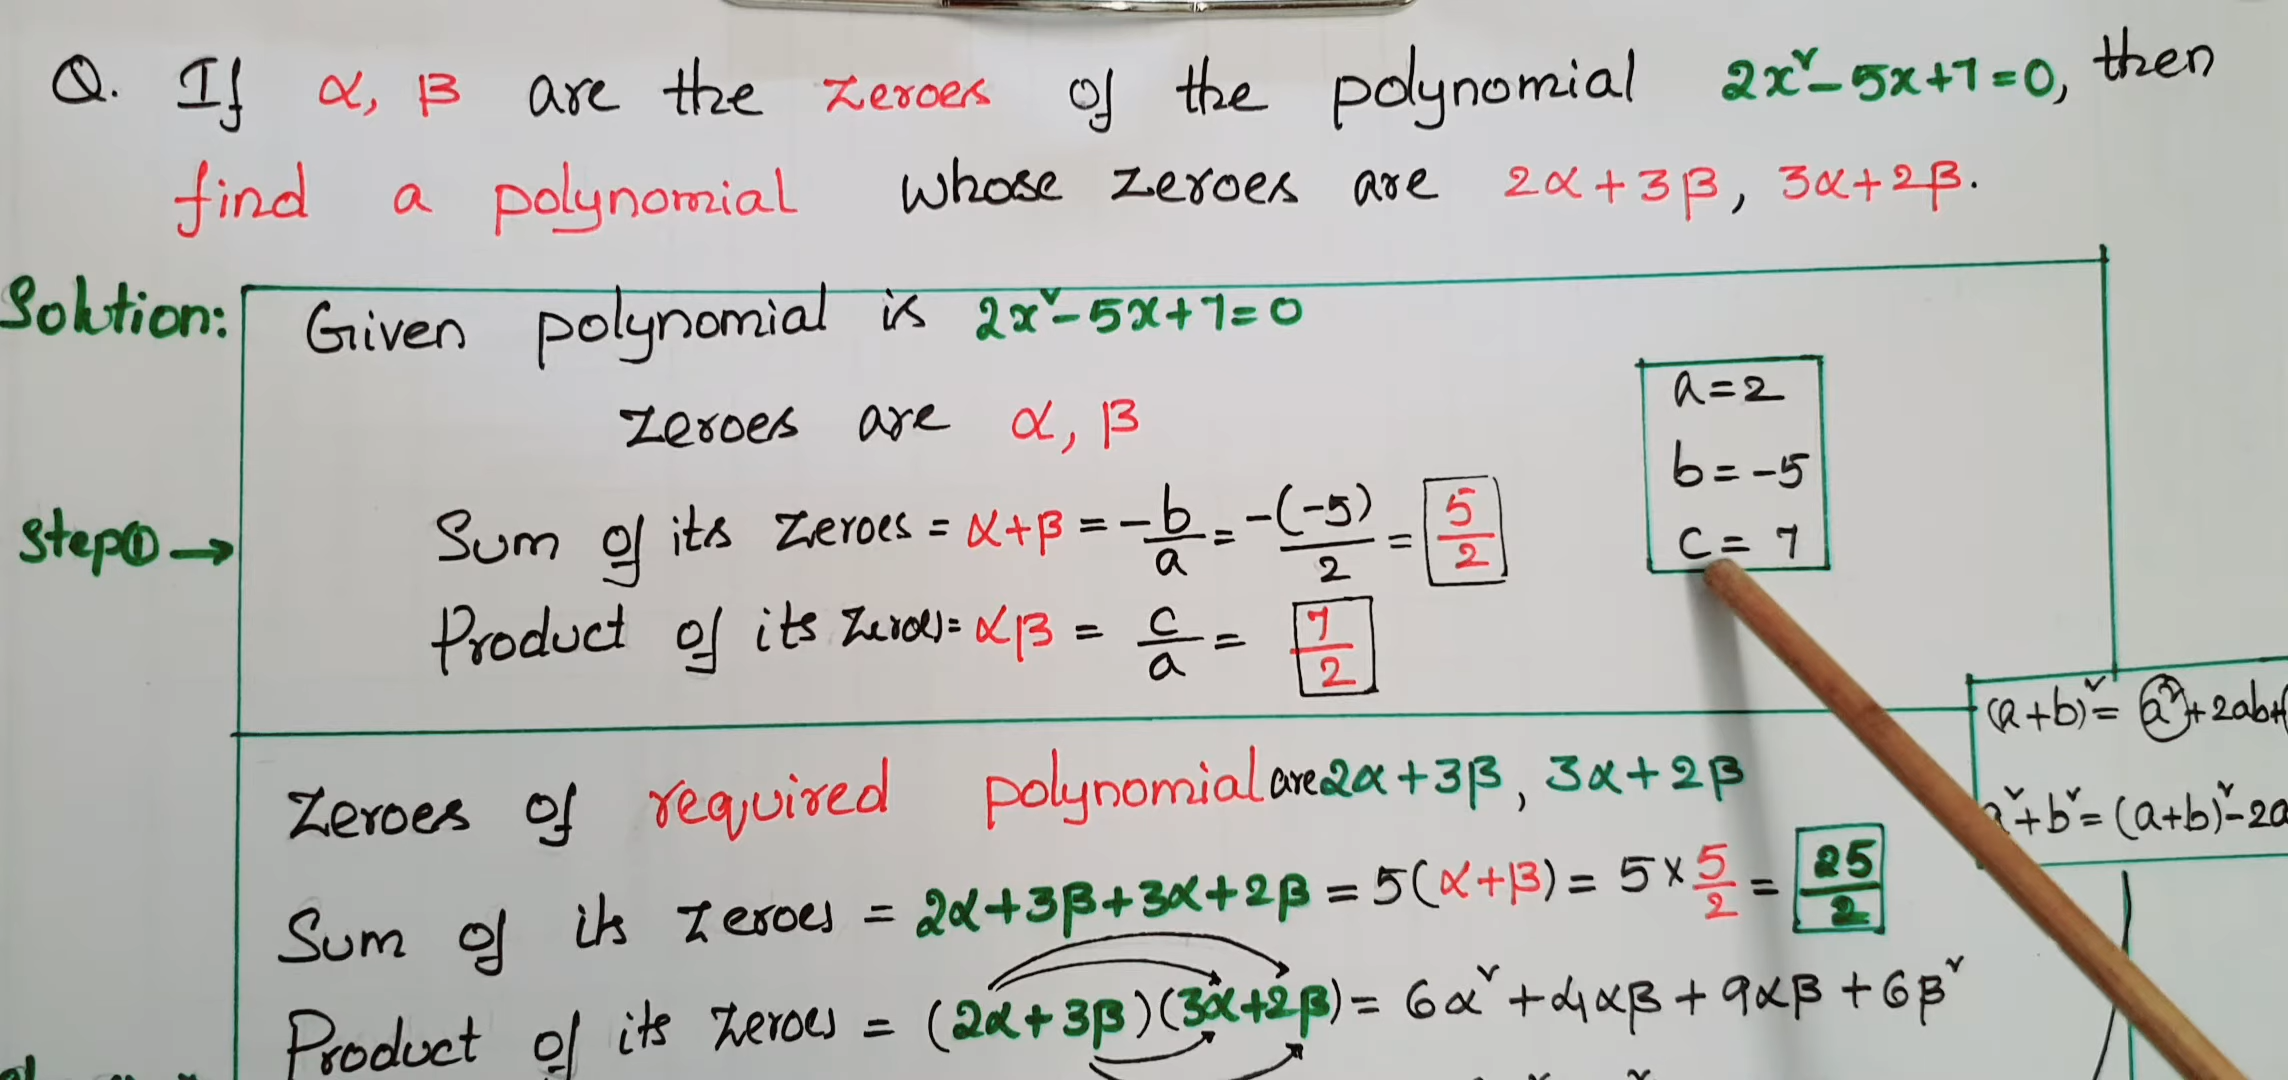 Q. If α, β are the zeroes of the polynomial 2x²-5x+7=0, then
find a polynomial whose zeroes are 2α+3β, 3α+2β.
Soltion:
Given polynomial is 2x²-5x+7=0
zeroes are α, β
a=2
b=-5
c=7
Step① →
Sum of its zeroes = α+β = -b/a = -(-5)/2 = 5/2
Product of its zeroes = αβ = c/a = 7/2
(a+b)² = a²+2ab+
a²+b² = (a+b)²-2a
Zeroes of required polynomial are 2α+3β, 3α+2β
Sum of its zeroes = 2α+3β+3α+2β = 5(α+β) = 5×5/2 = 25/2
Product of its zeroes = (2α+3β)(3α+2β) = 6α²+4αβ+9αβ+6β²